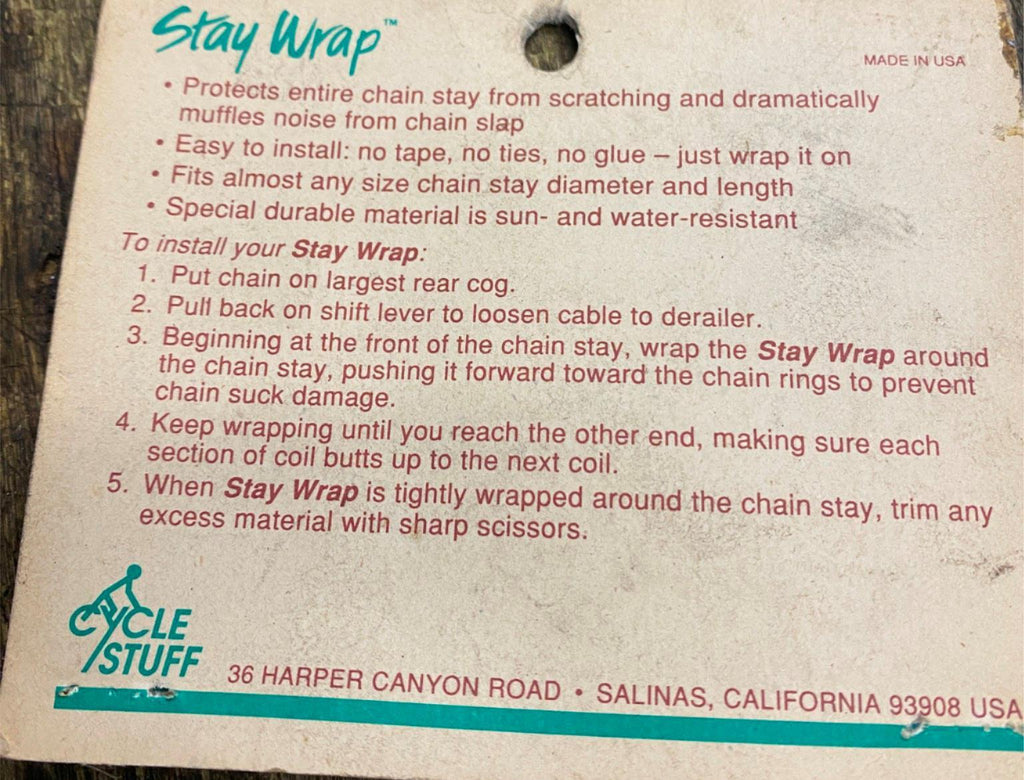 Stay Wrap™
MADE IN USA
• Protects entire chain stay from scratching and dramatically
muffles noise from chain slap
• Easy to install: no tape, no ties, no glue – just wrap it on
• Fits almost any size chain stay diameter and length
• Special durable material is sun- and water-resistant
To install your Stay Wrap:
1. Put chain on largest rear cog.
2. Pull back on shift lever to loosen cable to derailer.
3. Beginning at the front of the chain stay, wrap the Stay Wrap around
the chain stay, pushing it forward toward the chain rings to prevent
chain suck damage.
4. Keep wrapping until you reach the other end, making sure each
section of coil butts up to the next coil.
5. When Stay Wrap is tightly wrapped around the chain stay, trim any
excess material with sharp scissors.
CYCLE
STUFF
36 HARPER CANYON ROAD • SALINAS, CALIFORNIA 93908 USA